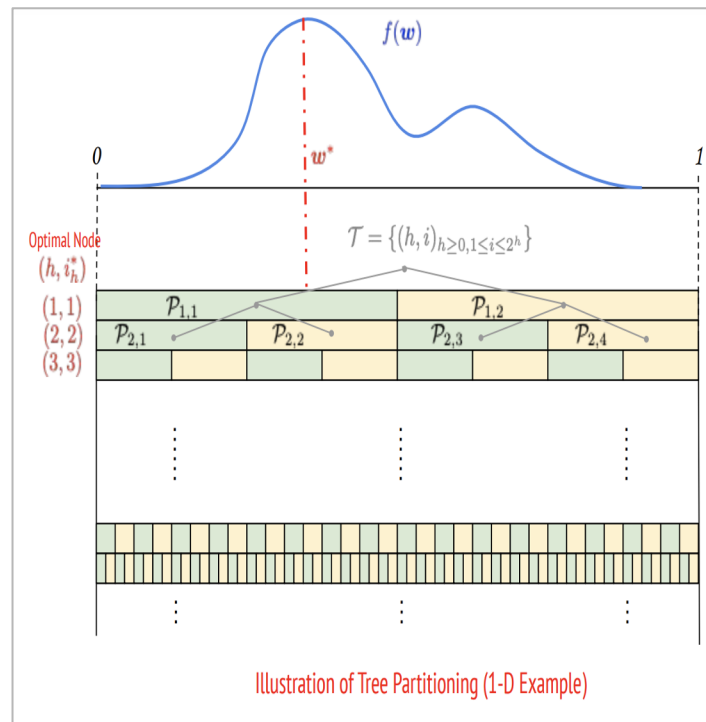 f(w)
0
1
w*
Optimal Node
(h, i*_h)
𝒯 = {(h, i)_{h≥0,1≤i≤2^h}}
(1, 1)
𝒫_{1,1}
𝒫_{1,2}
(2, 2)
𝒫_{2,1}
𝒫_{2,2}
𝒫_{2,3}
𝒫_{2,4}
(3, 3)
Illustration of Tree Partitioning (1-D Example)